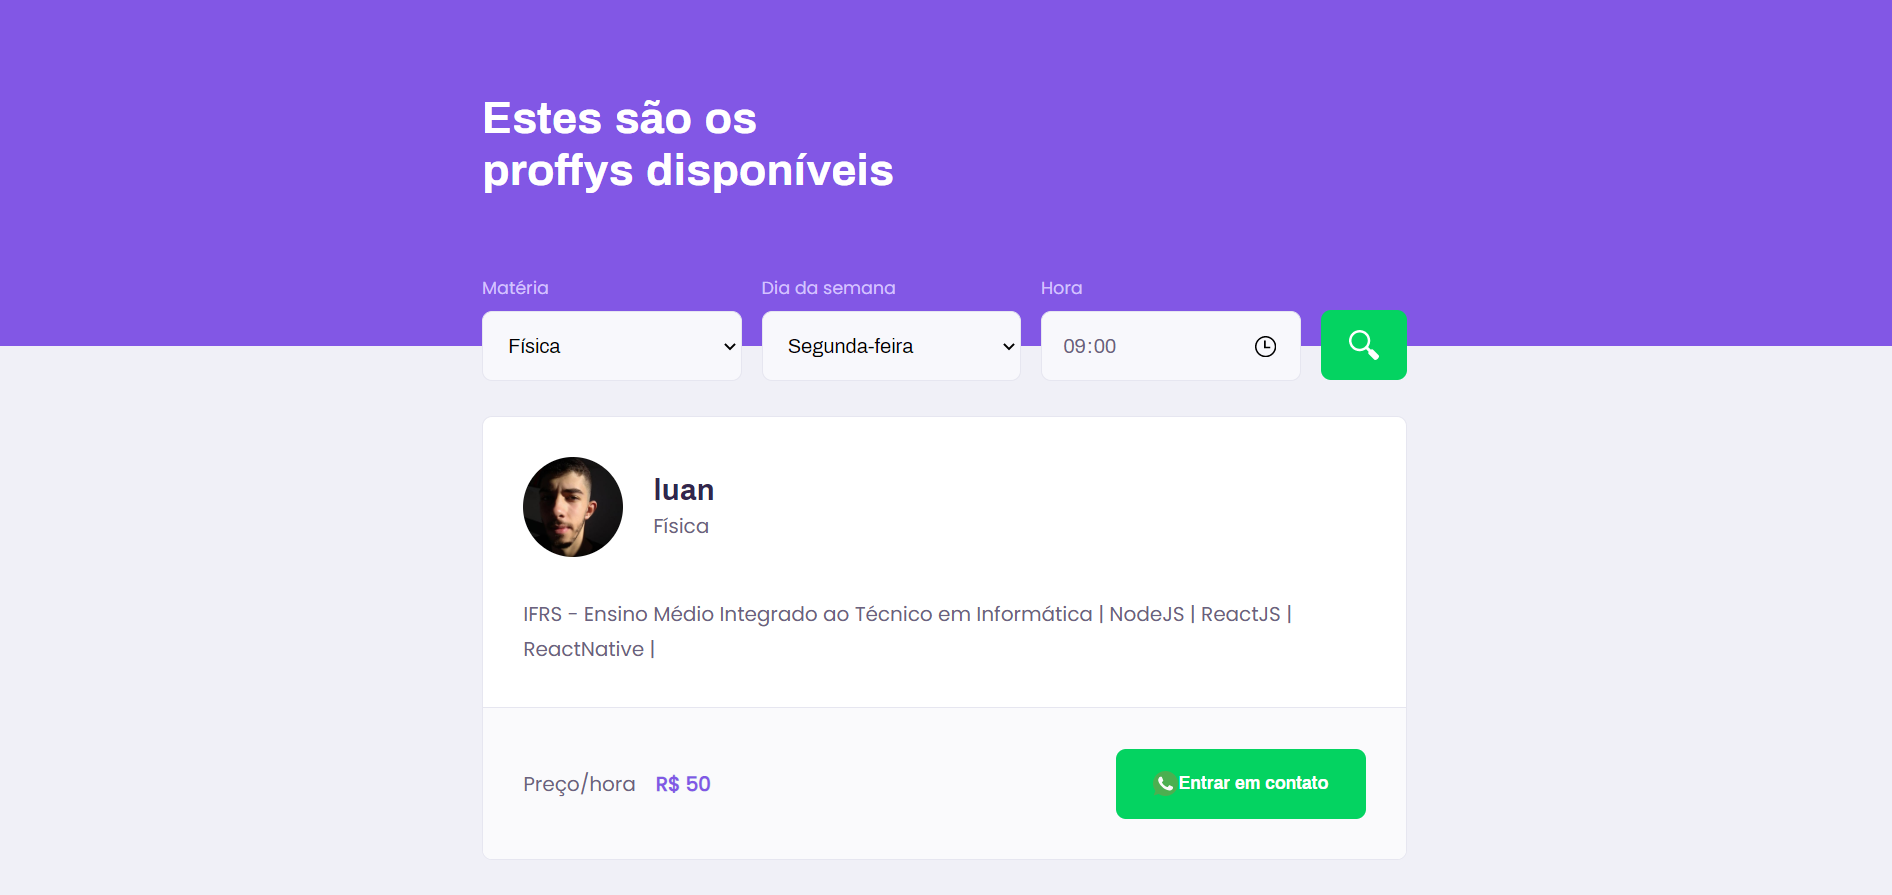 Estes são os
proffys disponíveis
Matéria
Dia da semana
Hora
Física
Segunda-feira
09:00
luan
Física
IFRS - Ensino Médio Integrado ao Técnico em Informática | NodeJS | ReactJS |
ReactNative |
Preço/hora R$ 50
Entrar em contato